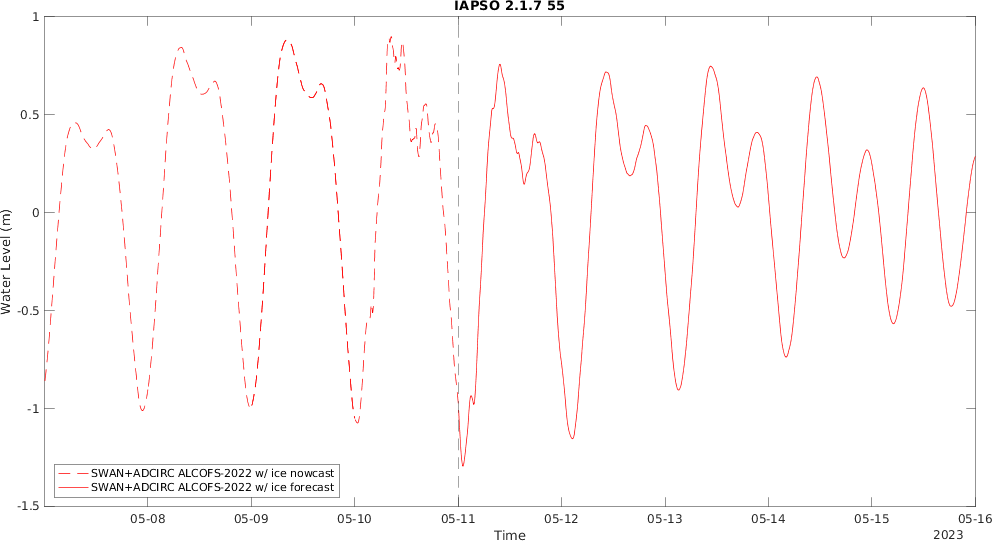 IAPSO 2.1.7 55
1
0.5
0
-0.5
-1
-1.5
Water Level (m)
SWAN+ADCIRC ALCOFS-2022 w/ ice nowcast
SWAN+ADCIRC ALCOFS-2022 w/ ice forecast
05-08 05-09 05-10 05-11 05-12 05-13 05-14 05-15 05-16
Time
2023